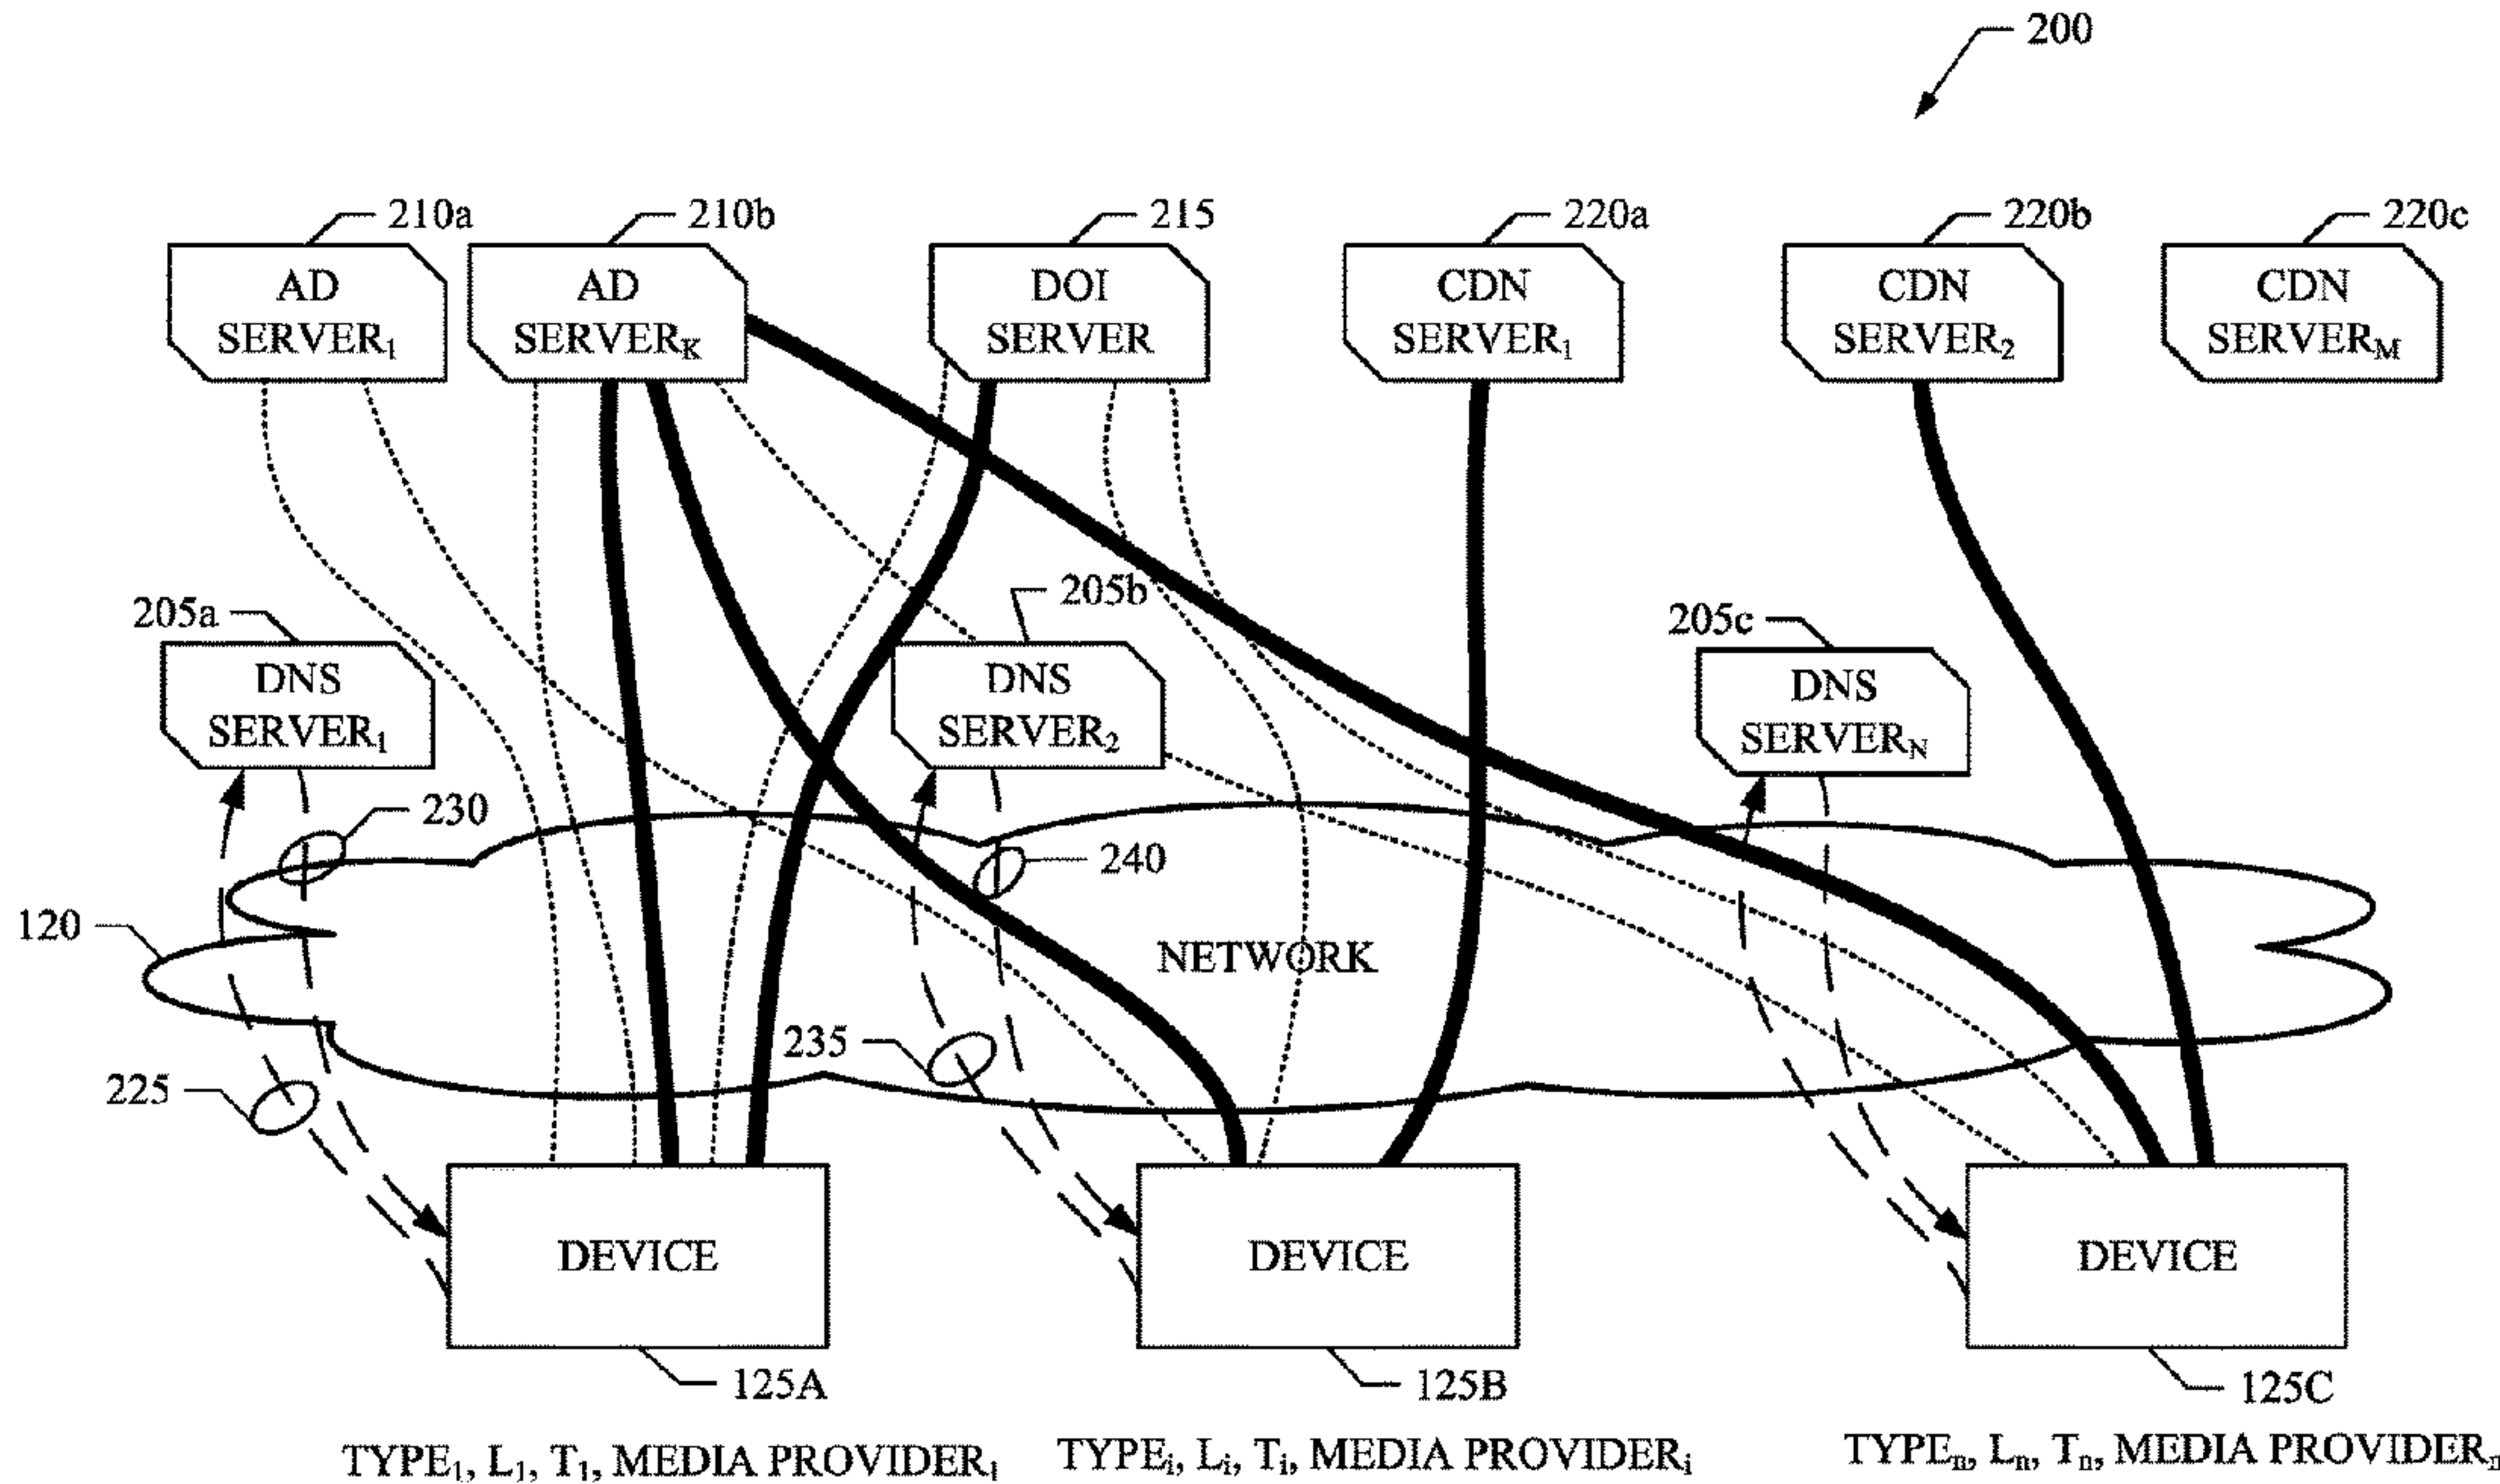 200
210a
210b
215
220a
220b
220c
AD
SERVER₁
AD
SERVERK
DOI
SERVER
CDN
SERVER₁
CDN
SERVER₂
CDN
SERVERM
205a
205b
205c
DNS
SERVER₁
DNS
SERVER₂
DNS
SERVERN
230
240
120
NETWORK
235
225
DEVICE
DEVICE
DEVICE
125A
125B
125C
TYPE₁, L₁, T₁, MEDIA PROVIDER₁
TYPEᵢ, Lᵢ, Tᵢ, MEDIA PROVIDERᵢ
TYPEₙ, Lₙ, Tₙ, MEDIA PROVIDERₙ